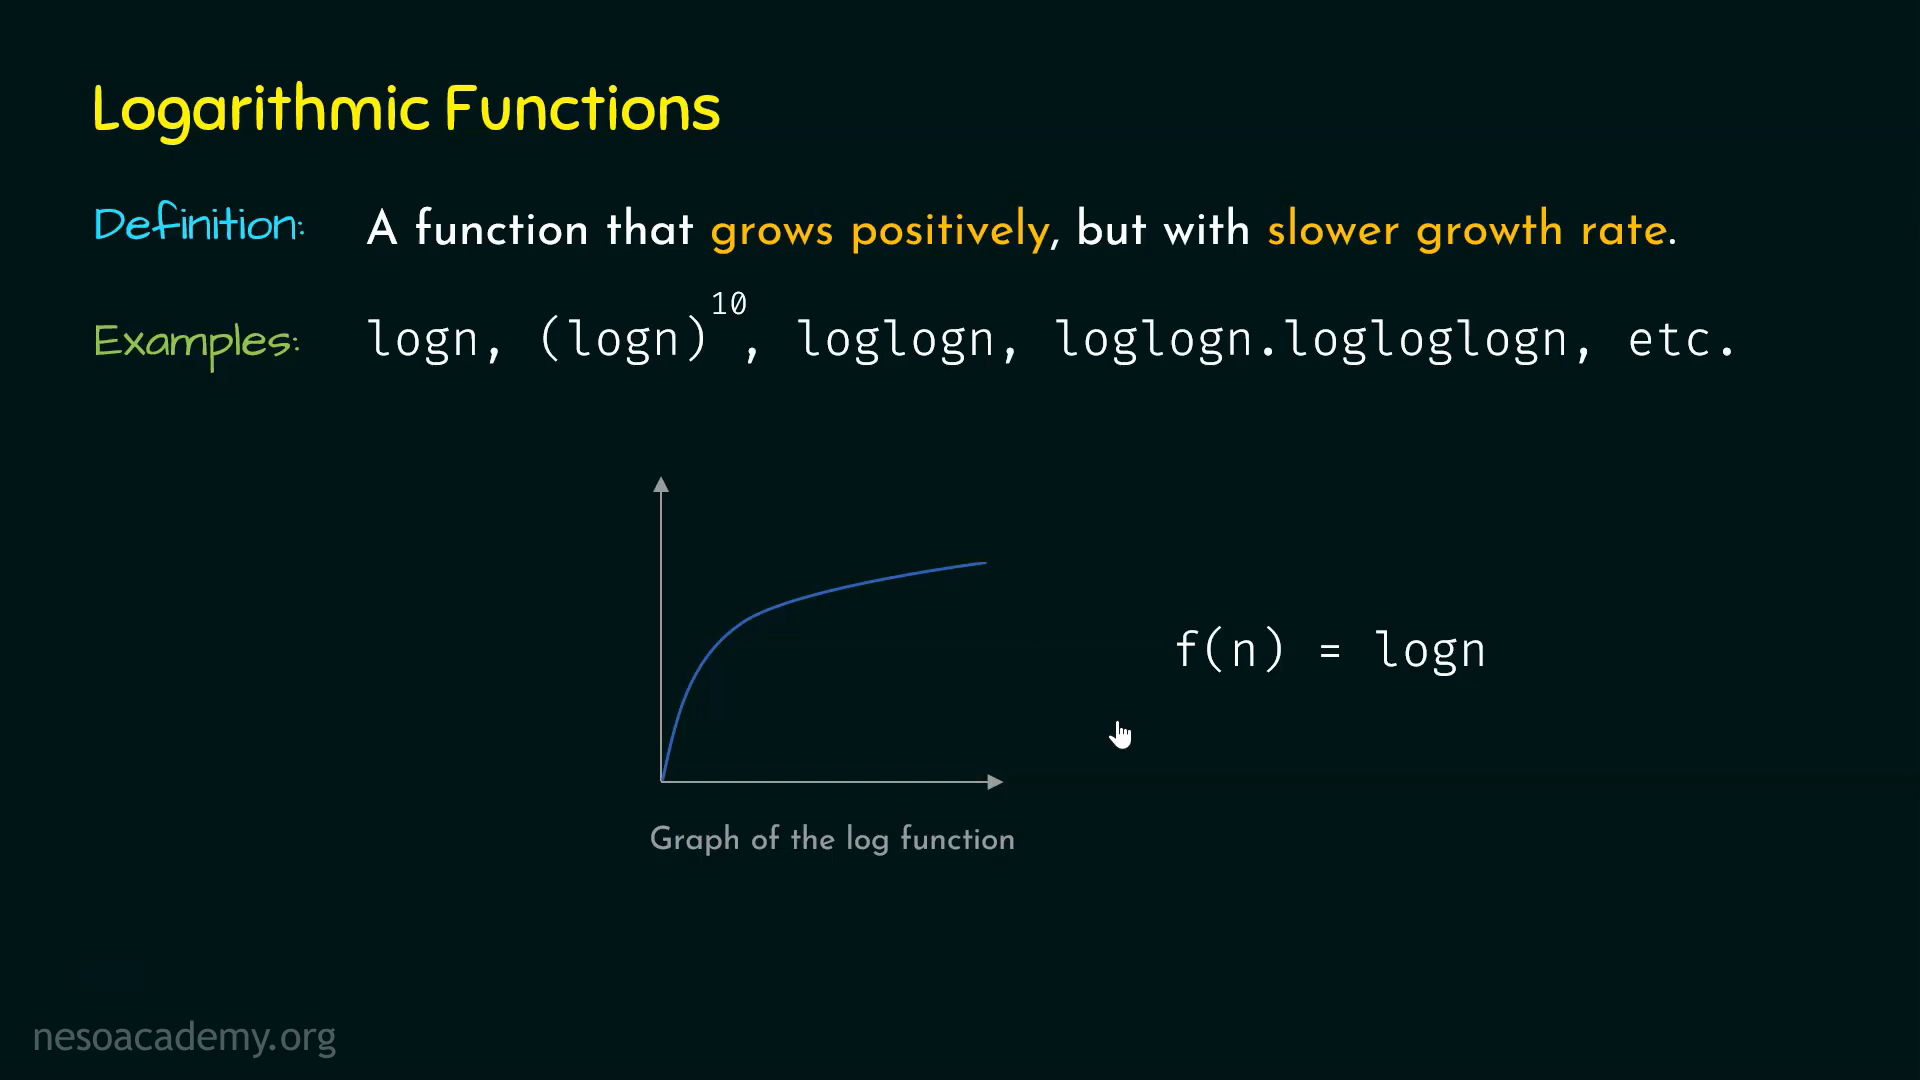 Logarithmic Functions
Definition: A function that grows positively, but with slower growth rate.
Examples: logn, (logn)^10, loglogn, loglogn.logloglogn, etc.
f(n) = logn
Graph of the log function
nesoacademy.org